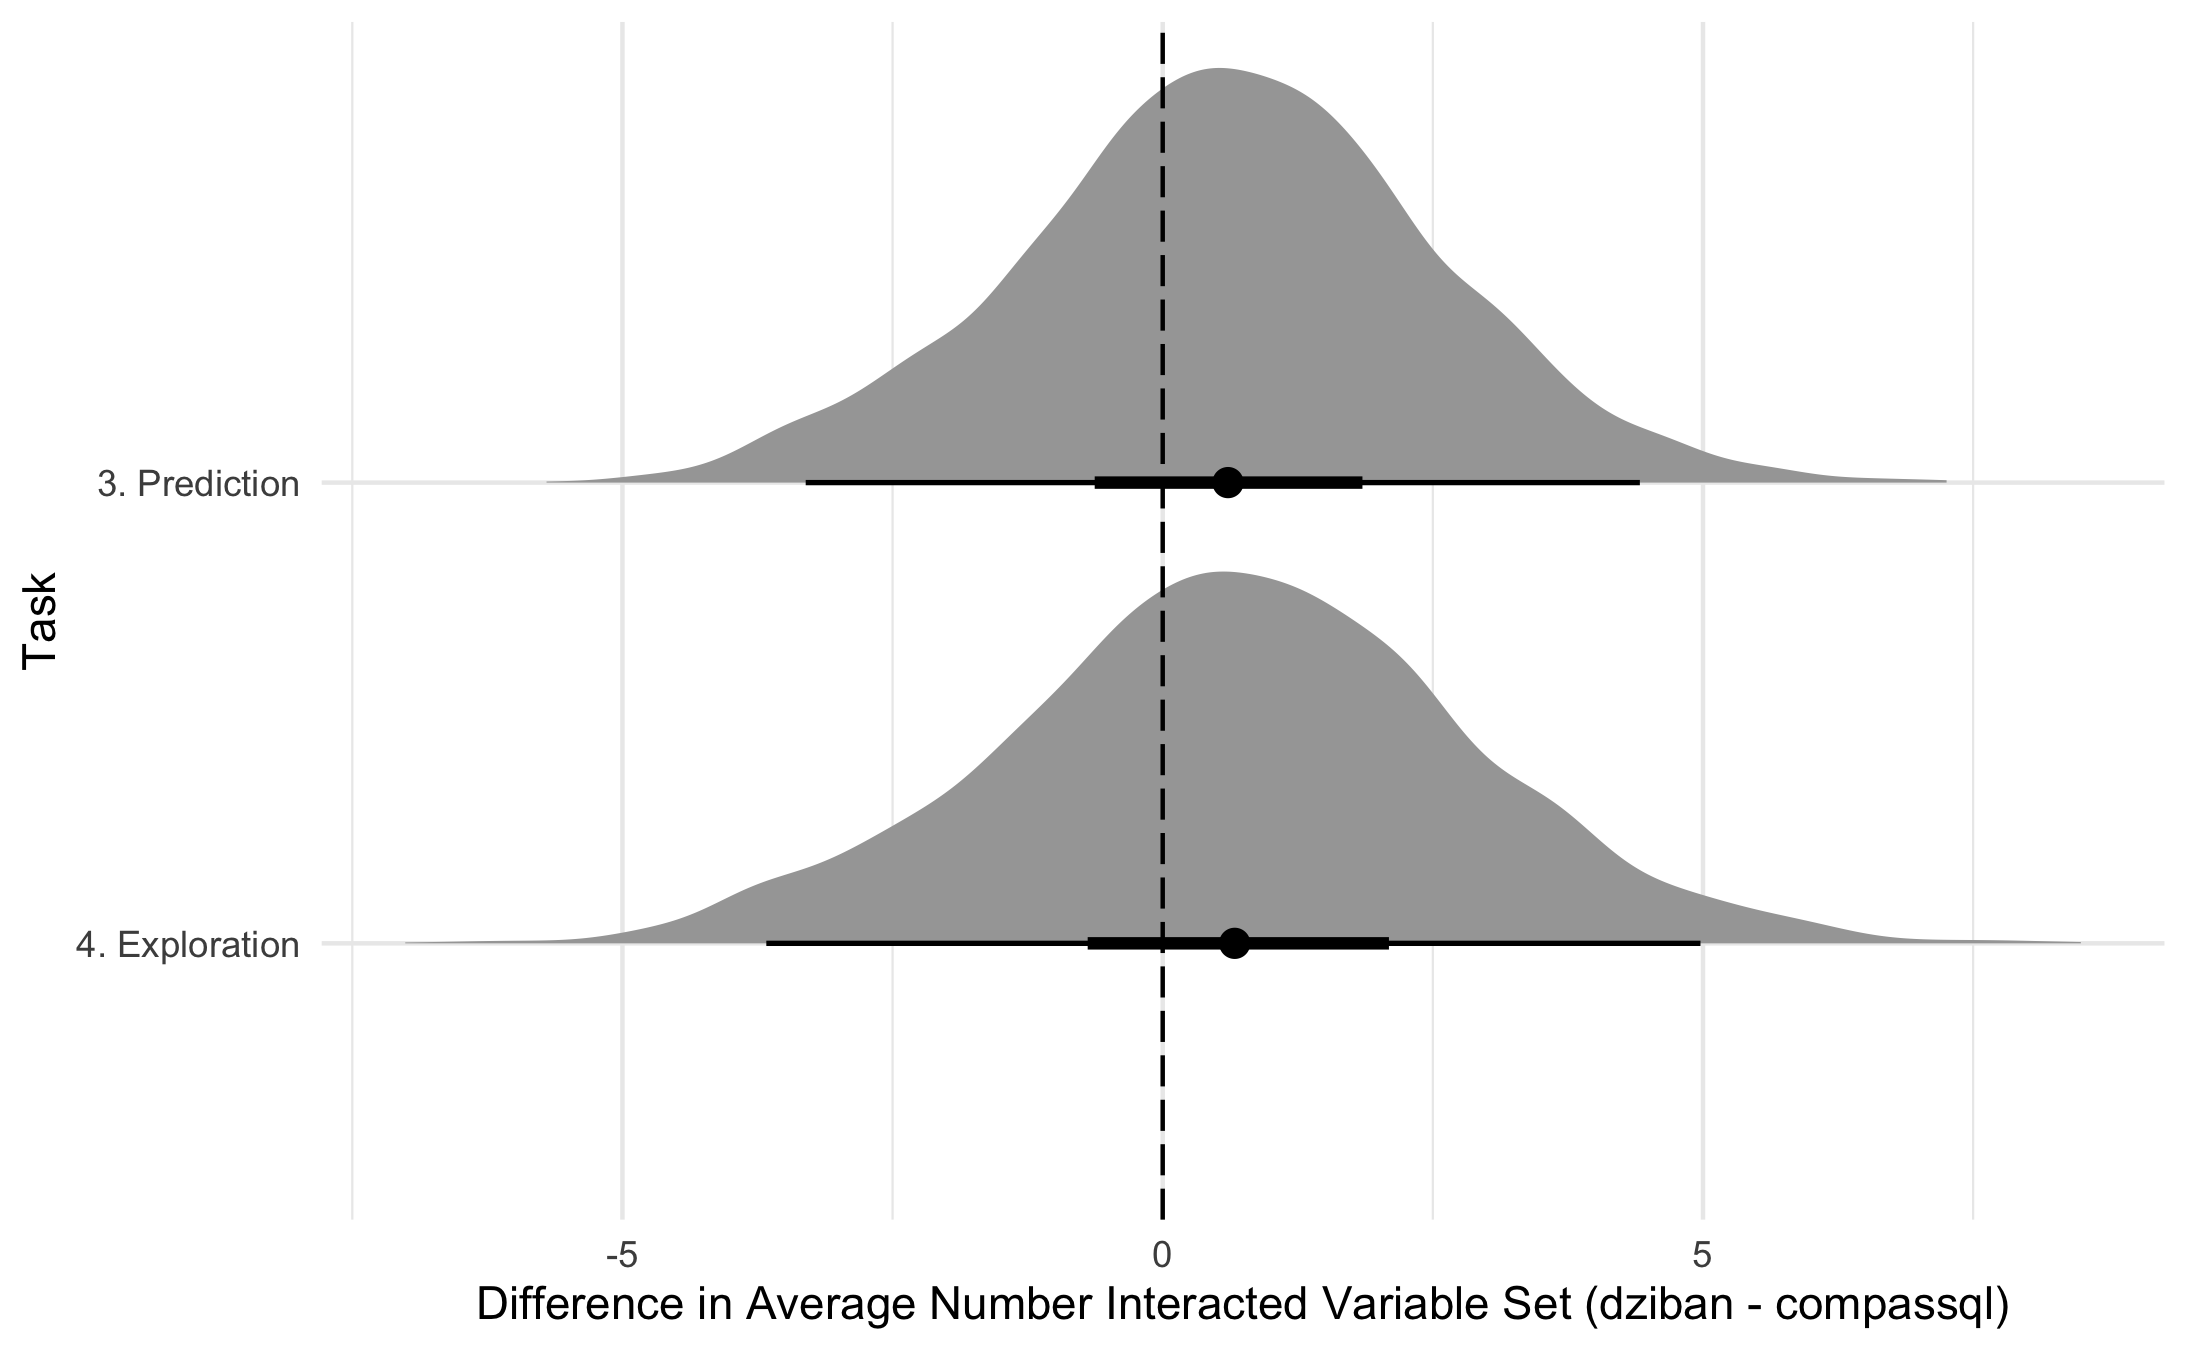 3. Prediction
Task
4. Exploration
-5 0 5
Difference in Average Number Interacted Variable Set (dziban - compassql)